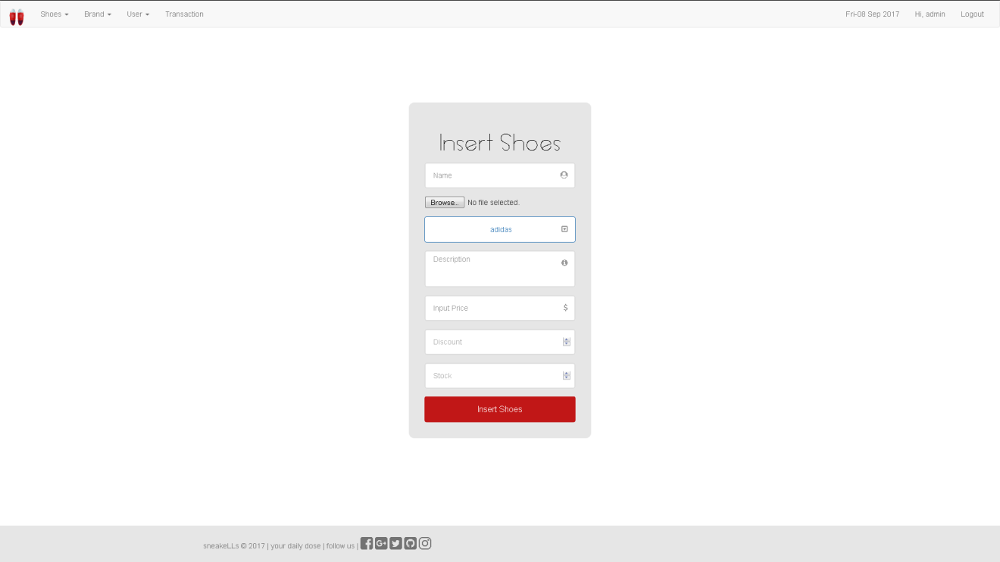 Shoes Brand User Transaction Fri-08 Sep 2017 Hi, admin Logout
Insert Shoes
Name
Browse... No file selected.
adidas
Description
Input Price $
Discount
Stock
Insert Shoes
sneakeLLs © 2017 | your daily dose | follow us |